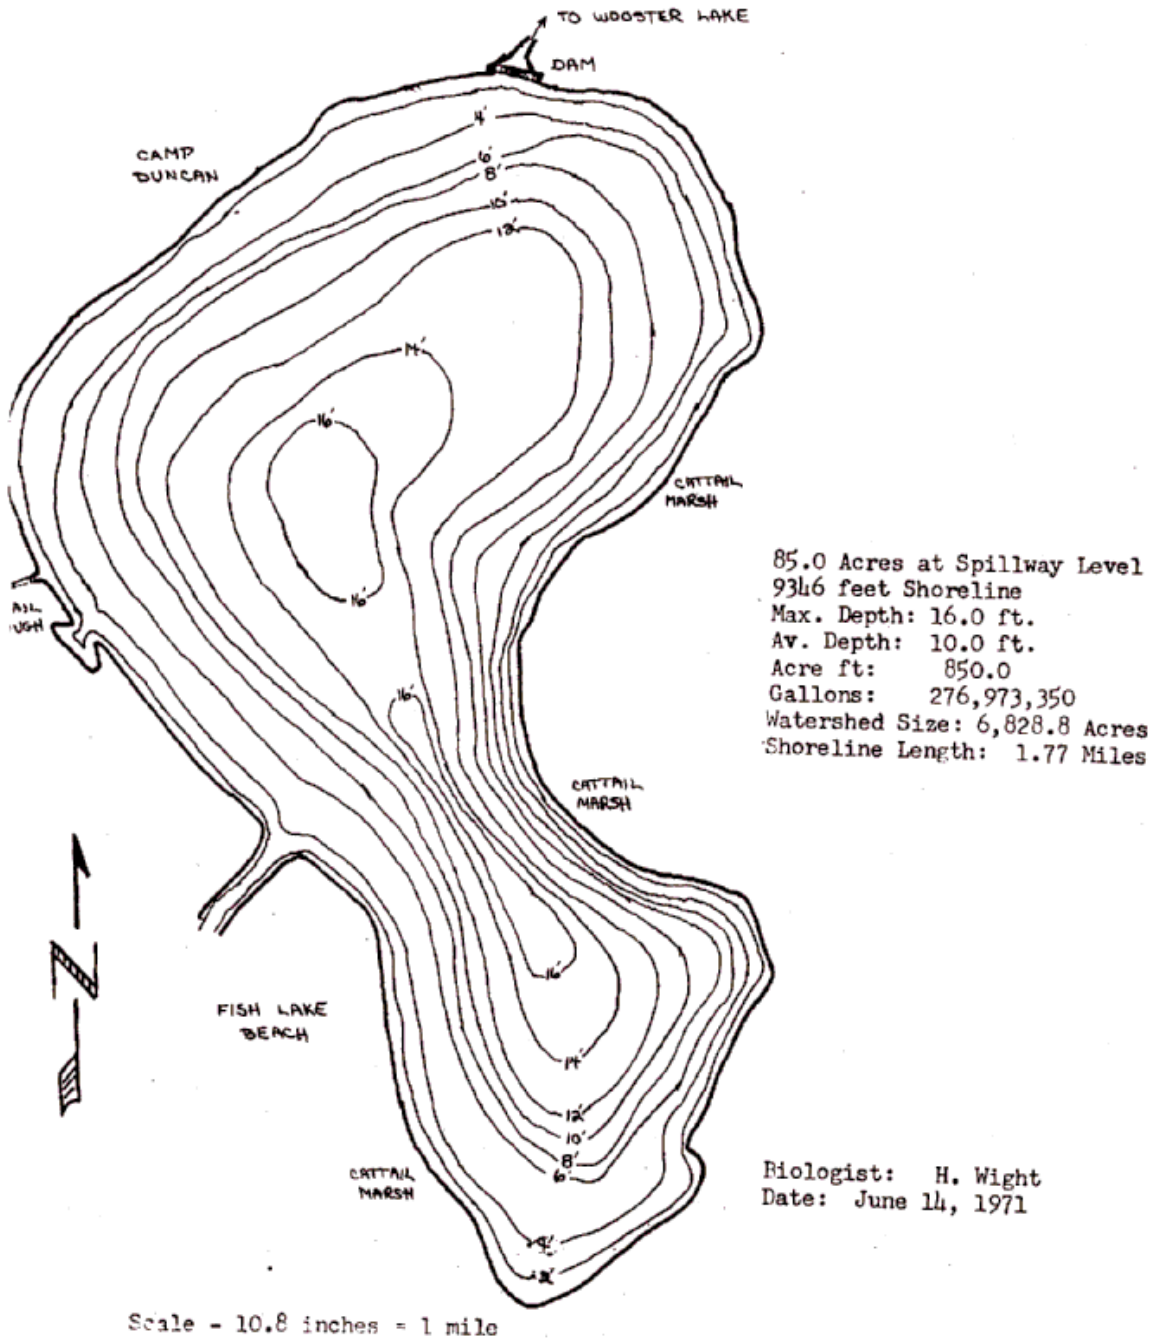 TO WOOSTER LAKE
DAM
CAMP
DUNCAN
4'
6'
8'
10'
12'
14'
16'
CATTAIL
MARSH
85.0 Acres at Spillway Level
9346 feet Shoreline
Max. Depth: 16.0 ft.
Av. Depth: 10.0 ft.
Acre ft: 850.0
Gallons: 276,973,350
Watershed Size: 6,828.8 Acres
Shoreline Length: 1.77 Miles
16'
AIL
UGH
16'
CATTAIL
MARSH
N
16'
FISH LAKE
BEACH
14'
12'
10'
8'
6'
CATTAIL
MARSH
Biologist: H. Wight
Date: June 14, 1971
4'
2'
Scale - 10.8 inches = 1 mile